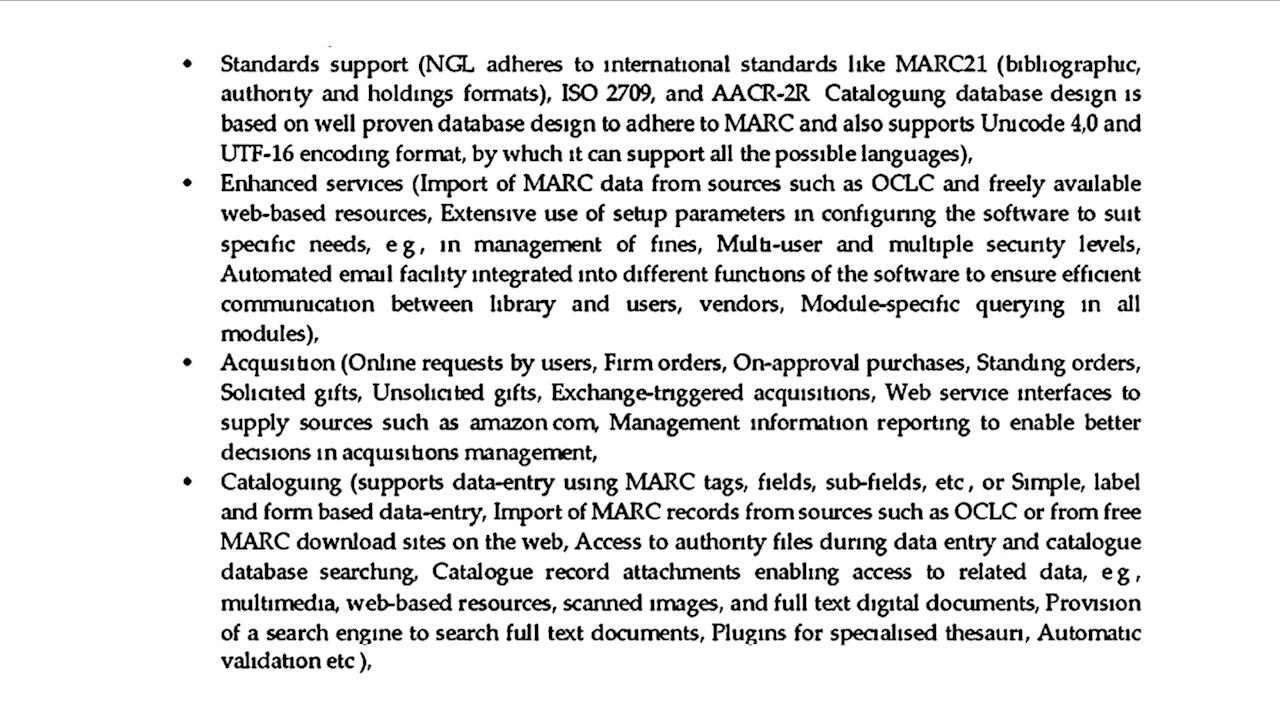 • Standards support (NGL adheres to international standards like MARC21 (bibliographic,
authority and holdings formats), ISO 2709, and AACR-2R Cataloguing database design is
based on well proven database design to adhere to MARC and also supports Unicode 4,0 and
UTF-16 encoding format, by which it can support all the possible languages),
• Enhanced services (Import of MARC data from sources such as OCLC and freely available
web-based resources, Extensive use of setup parameters in configuring the software to suit
specific needs, e g , in management of fines, Multi-user and multiple security levels,
Automated email facility integrated into different functions of the software to ensure efficient
communication between library and users, vendors, Module-specific querying in all
modules),
• Acquisition (Online requests by users, Firm orders, On-approval purchases, Standing orders,
Solicited gifts, Unsolicited gifts, Exchange-triggered acquisitions, Web service interfaces to
supply sources such as amazon com, Management information reporting to enable better
decisions in acquisitions management,
• Cataloguing (supports data-entry using MARC tags, fields, sub-fields, etc , or Simple, label
and form based data-entry, Import of MARC records from sources such as OCLC or from free
MARC download sites on the web, Access to authority files during data entry and catalogue
database searching, Catalogue record attachments enabling access to related data, e g ,
multimedia, web-based resources, scanned images, and full text digital documents, Provision
of a search engine to search full text documents, Plugins for specialised thesauri, Automatic
validation etc ),